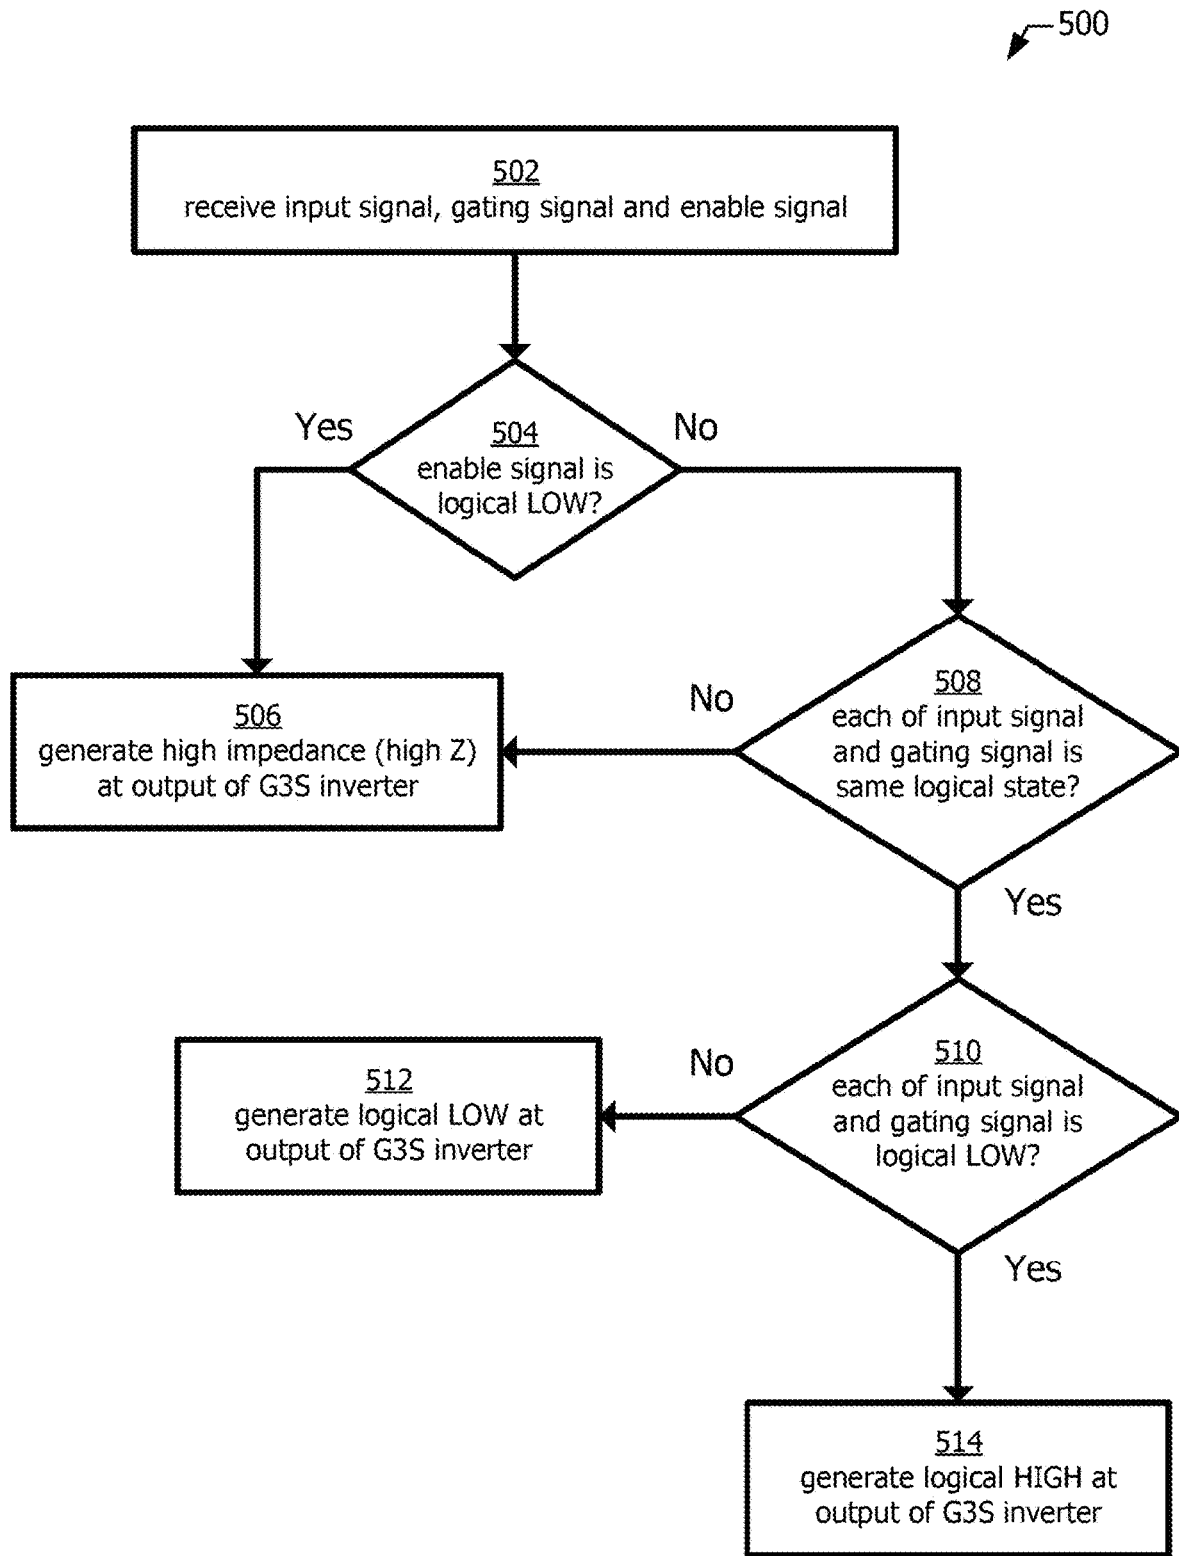 500
502
receive input signal, gating signal and enable signal
Yes
504
enable signal is
logical LOW?
No
506
generate high impedance (high Z)
at output of G3S inverter
No
508
each of input signal
and gating signal is
same logical state?
Yes
512
generate logical LOW at
output of G3S inverter
No
510
each of input signal
and gating signal is
logical LOW?
Yes
514
generate logical HIGH at
output of G3S inverter